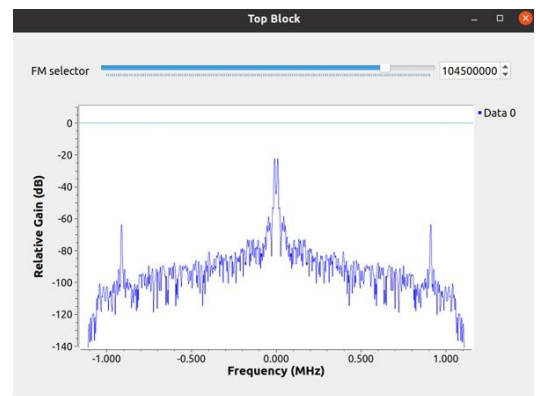 Top Block
FM selector
104500000
Data 0
Relative Gain (dB)
0
-20
-40
-60
-80
-100
-120
-140
-1.000
-0.500
0.000
0.500
1.000
Frequency (MHz)